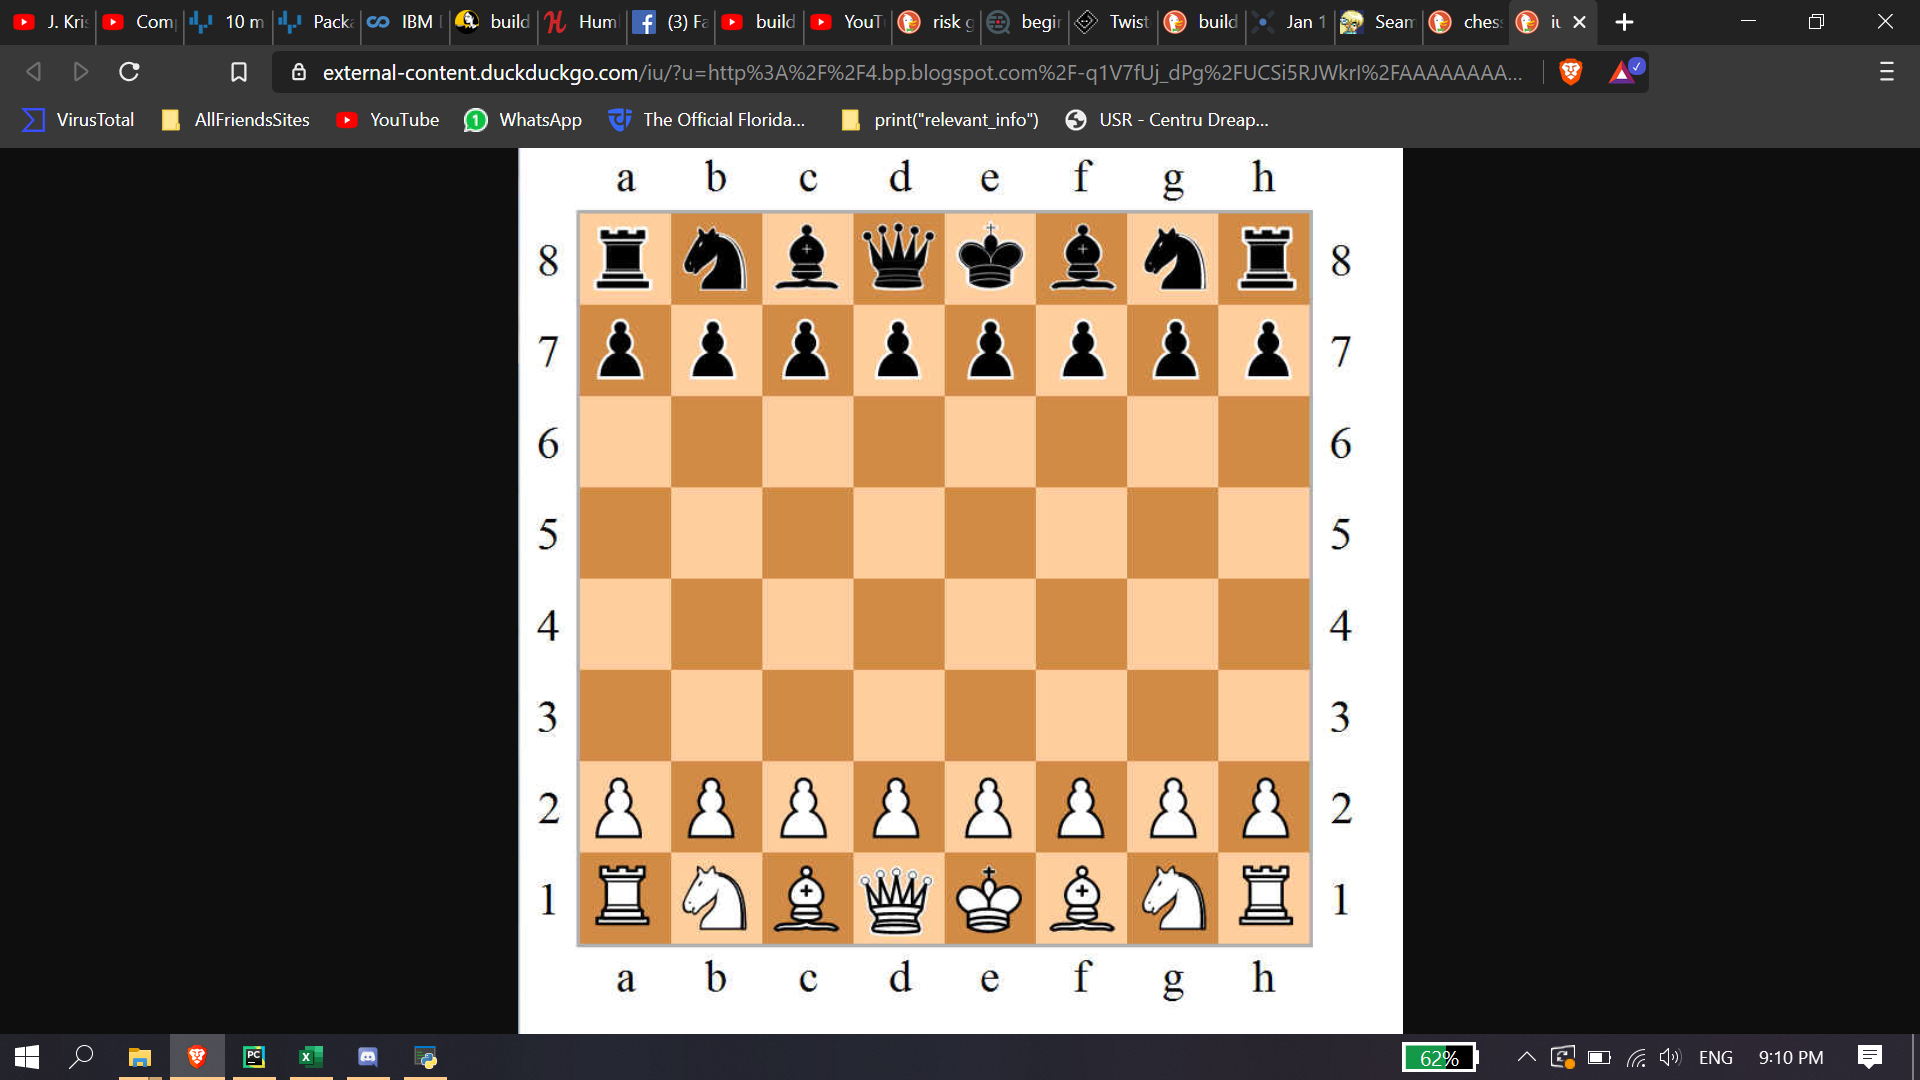 J. Kris
Com
10 m
Packa
IBM
build
Hum
(3) Fa
build
YouT
risk g
begin
Twist
build
Jan 1
Seam
chess
iu
external-content.duckduckgo.com/iu/?u=http%3A%2F%2F4.bp.blogspot.com%2F-q1V7fUj_dPg%2FUCSi5RJWkrI%2FAAAAAAAA...
VirusTotal
AllFriendsSites
YouTube
WhatsApp
The Official Florida...
print("relevant_info")
USR - Centru Dreap...
a b c d e f g h
8 8
7 7
6 6
5 5
4 4
3 3
2 2
1 1
a b c d e f g h
62%
ENG
9:10 PM